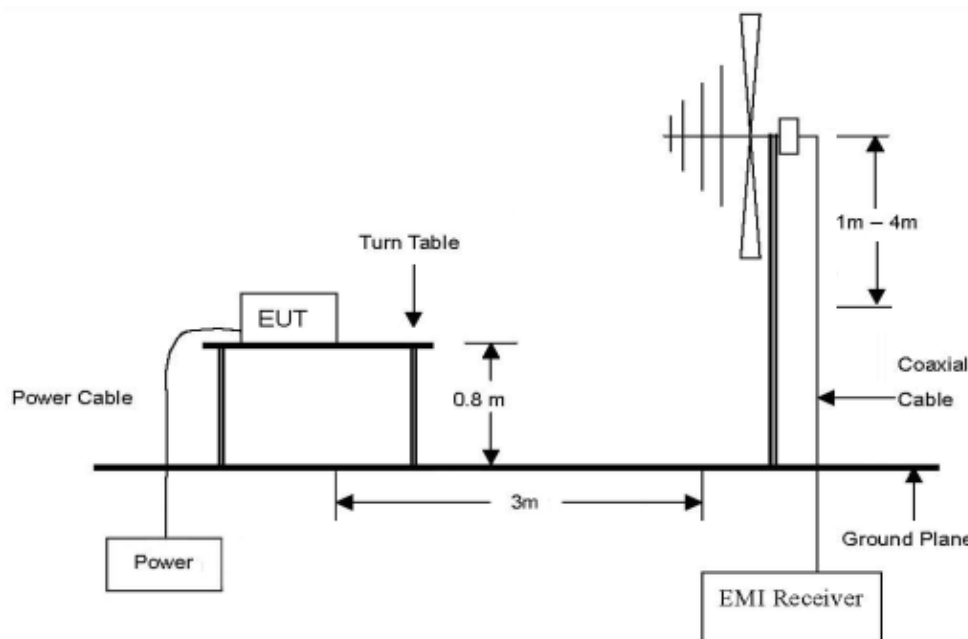 1m – 4m
Turn Table
EUT
Coaxial
Cable
Power Cable
0.8 m
3m
Ground Plane
Power
EMI Receiver